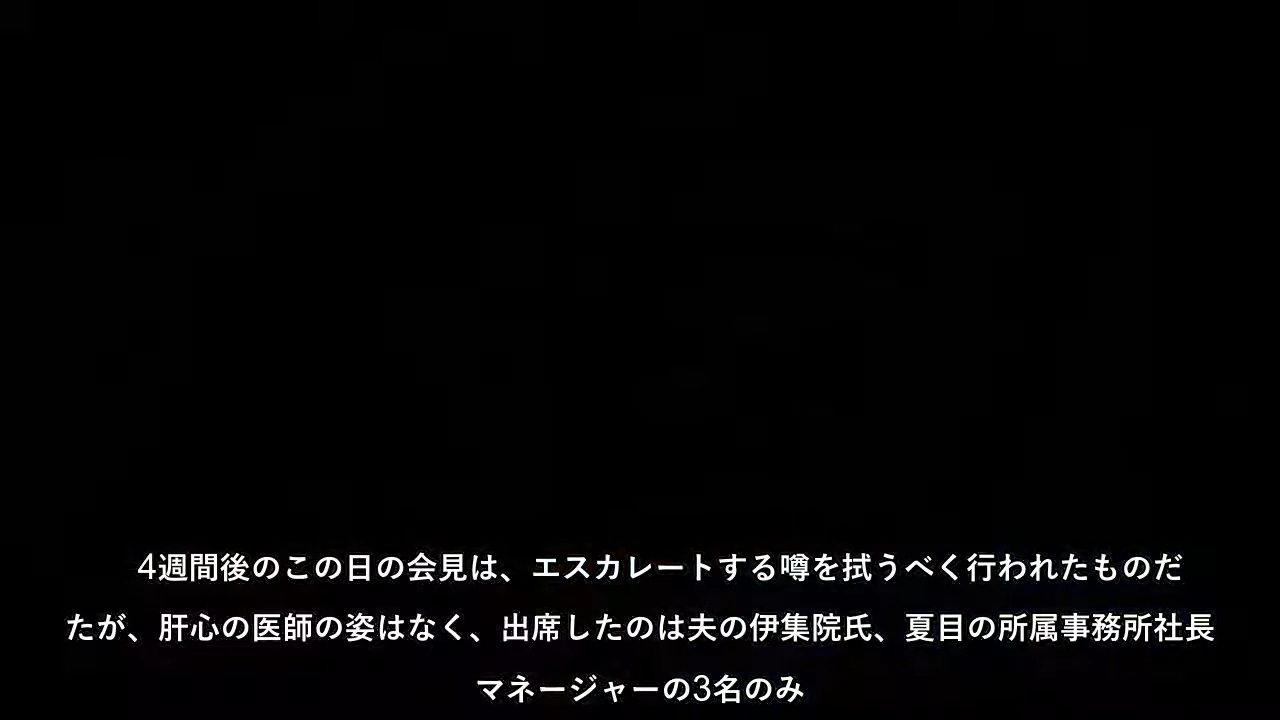 4週間後のこの日の会見は、エスカレートする噂を拭うべく行われたものだ
たが、肝心の医師の姿はなく、出席したのは夫の伊集院氏、夏目の所属事務所社長
マネージャーの3名のみ